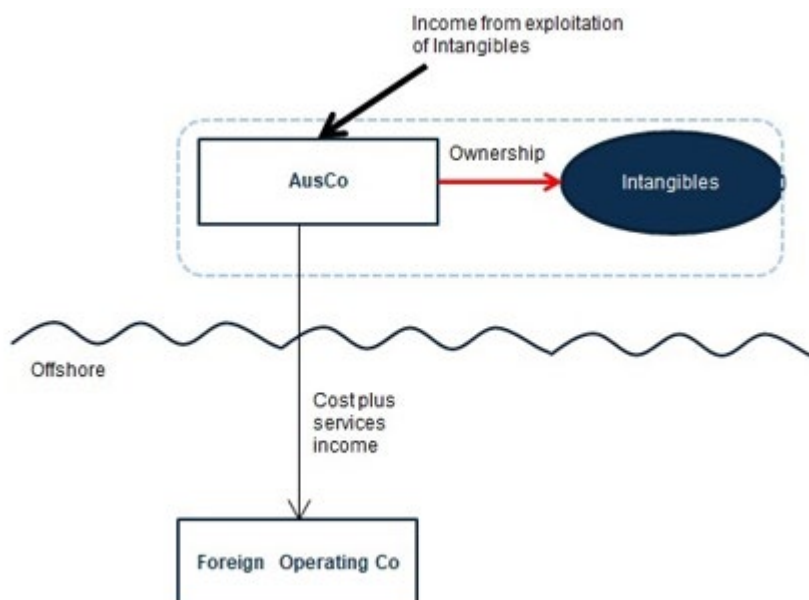 Income from exploitation
of Intangibles
Ownership
AusCo
Intangibles
Offshore
Cost plus
services
income
Foreign Operating Co